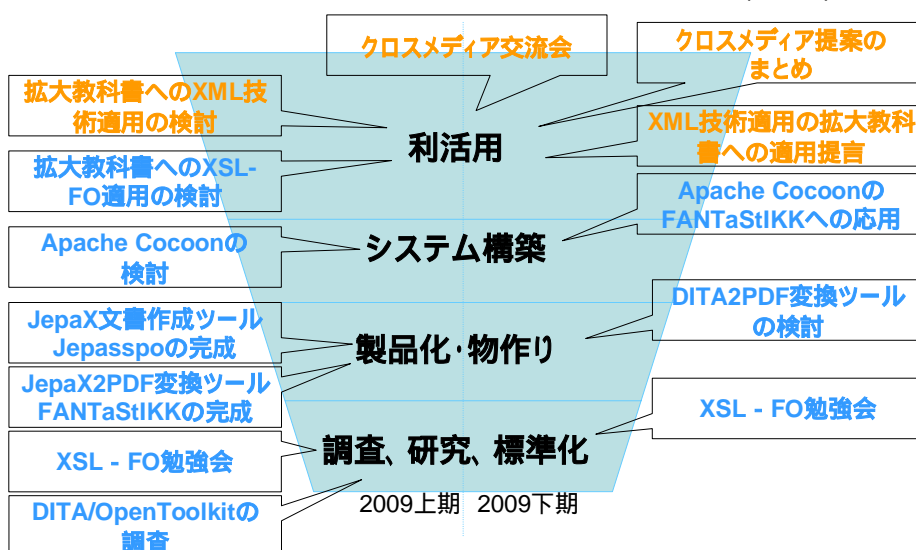 クロスメディア交流会
クロスメディア提案の
まとめ
拡大教科書へのXML技
術適用の検討
XML技術適用の拡大教科
書への適用提言
利活用
拡大教科書へのXSL-
FO適用の検討
Apache Cocoonの
FANTaStIKKへの応用
Apache Cocoonの
検討
システム構築
DITA2PDF変換ツール
の検討
JepaX文書作成ツール
Jepasspoの完成
製品化・物作り
JepaX2PDF変換ツール
FANTaStIKKの完成
XSL - FO勉強会
XSL - FO勉強会
調査、研究、標準化
DITA/OpenToolkitの
調査
2009上期 2009下期